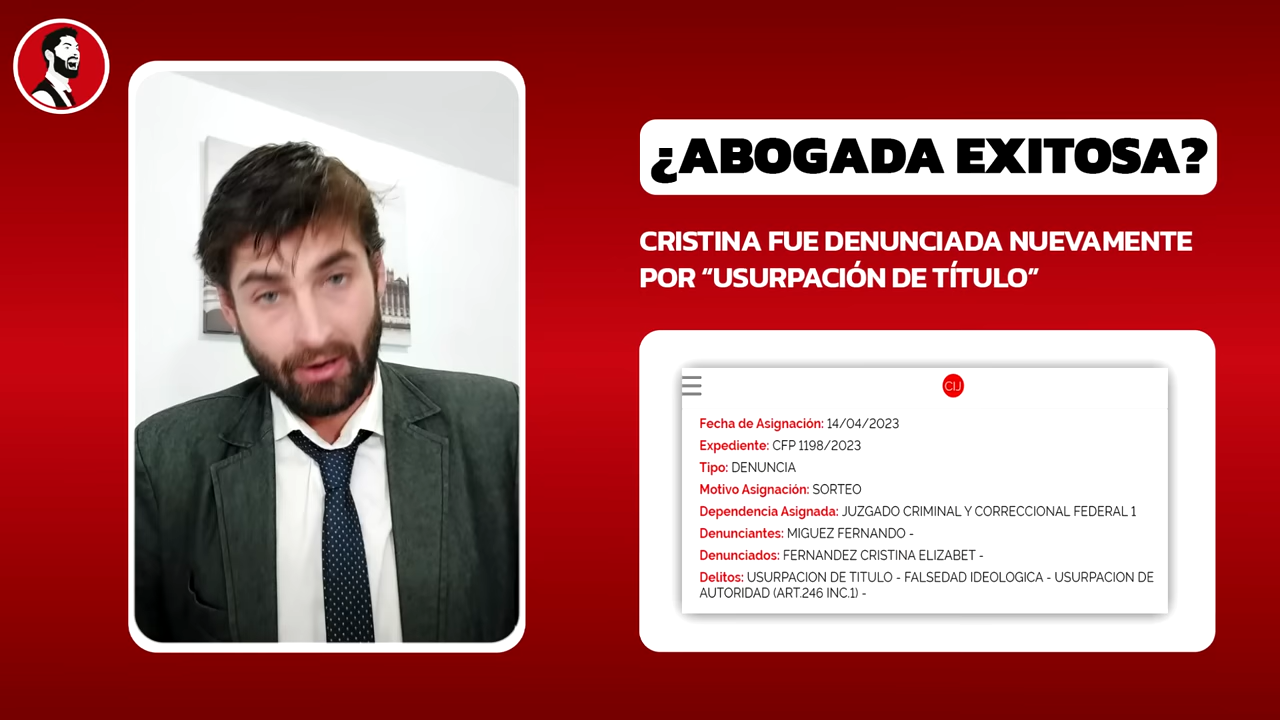 ¿ABOGADA EXITOSA?
CRISTINA FUE DENUNCIADA NUEVAMENTE
POR “USURPACIÓN DE TÍTULO”
CIJ
Fecha de Asignación: 14/04/2023
Expediente: CFP 1198/2023
Tipo: DENUNCIA
Motivo Asignación: SORTEO
Dependencia Asignada: JUZGADO CRIMINAL Y CORRECCIONAL FEDERAL 1
Denunciantes: MIGUEZ FERNANDO -
Denunciados: FERNANDEZ CRISTINA ELIZABET -
Delitos: USURPACION DE TITULO - FALSEDAD IDEOLOGICA - USURPACION DE
AUTORIDAD (ART.246 INC.1) -